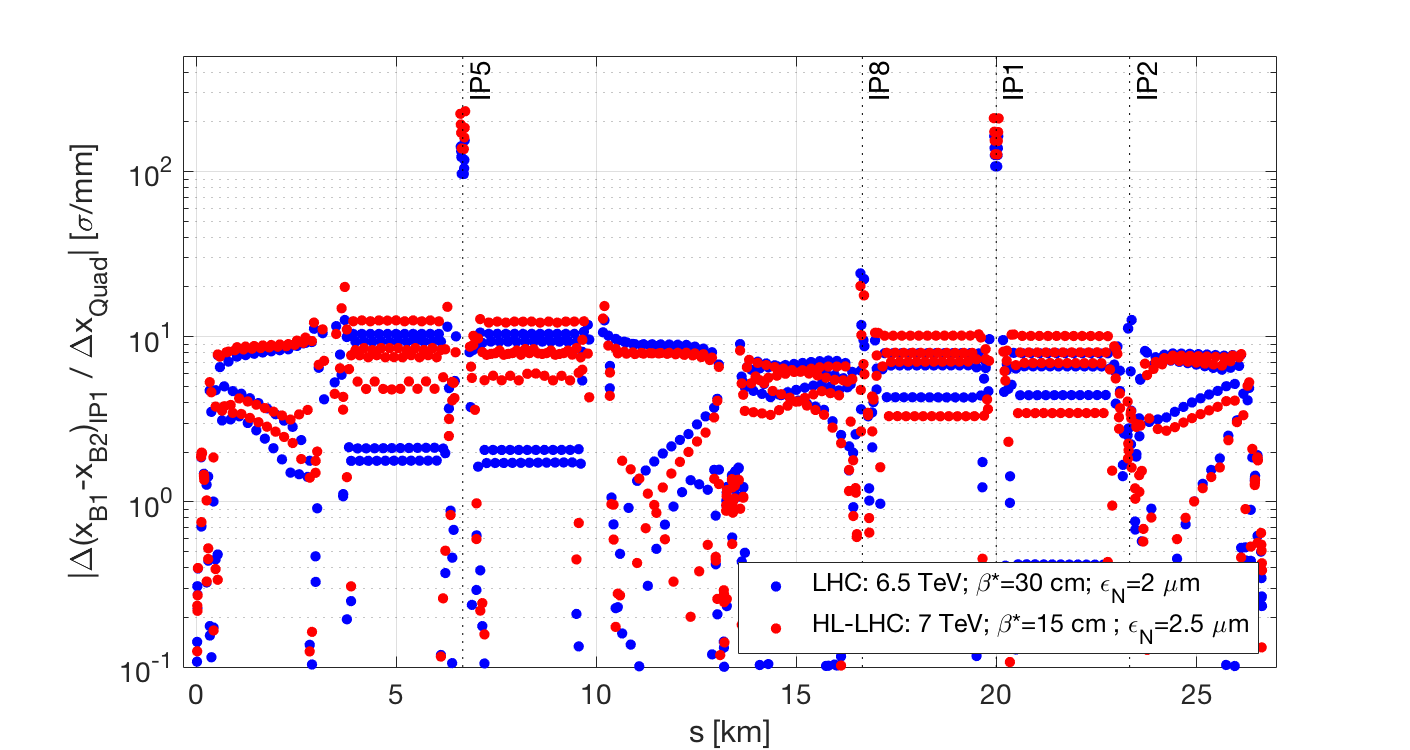 IP5
IP8
IP1
IP2
|Δ(x_B1-x_B2)_IP1 / Δx_Quad| [σ/mm]
10^2
10^1
10^0
10^-1
LHC: 6.5 TeV; β*=30 cm; ϵ_N=2 μm
HL-LHC: 7 TeV; β*=15 cm ; ϵ_N=2.5 μm
0 5 10 15 20 25
s [km]